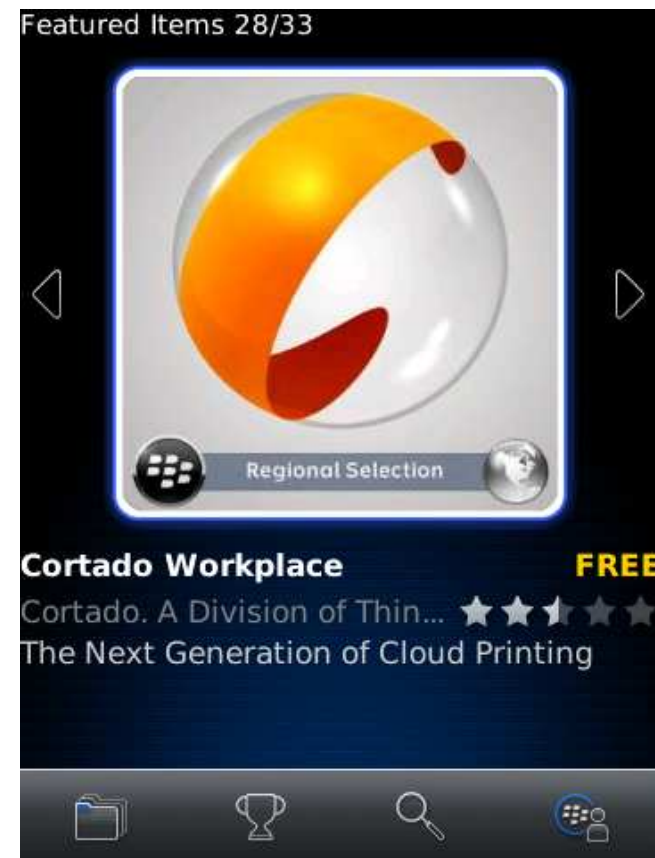 Featured Items 28/33
Regional Selection
Cortado Workplace FREE
Cortado. A Division of Thin...
The Next Generation of Cloud Printing